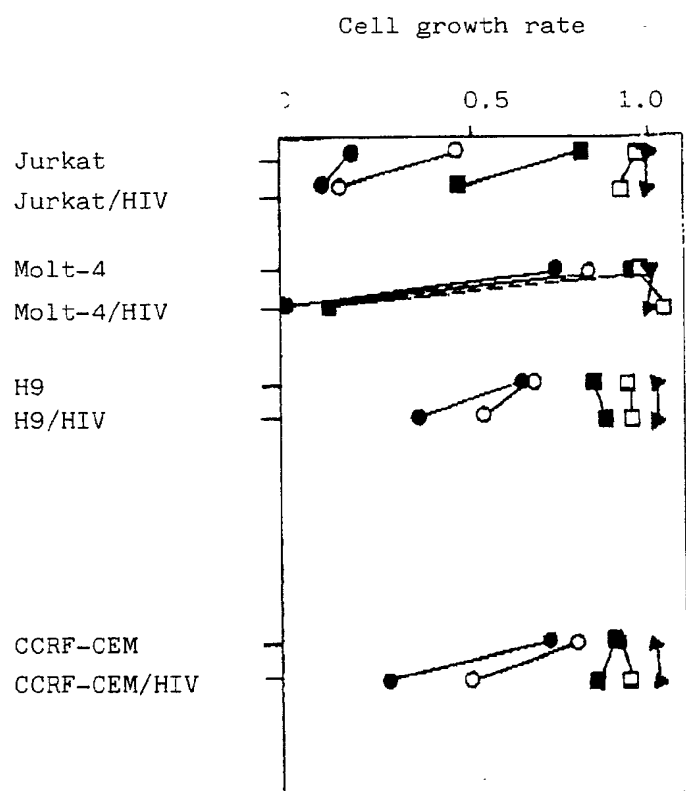 Cell growth rate
0.5 1.0
Jurkat
Jurkat/HIV
Molt-4
Molt-4/HIV
H9
H9/HIV
CCRF-CEM
CCRF-CEM/HIV